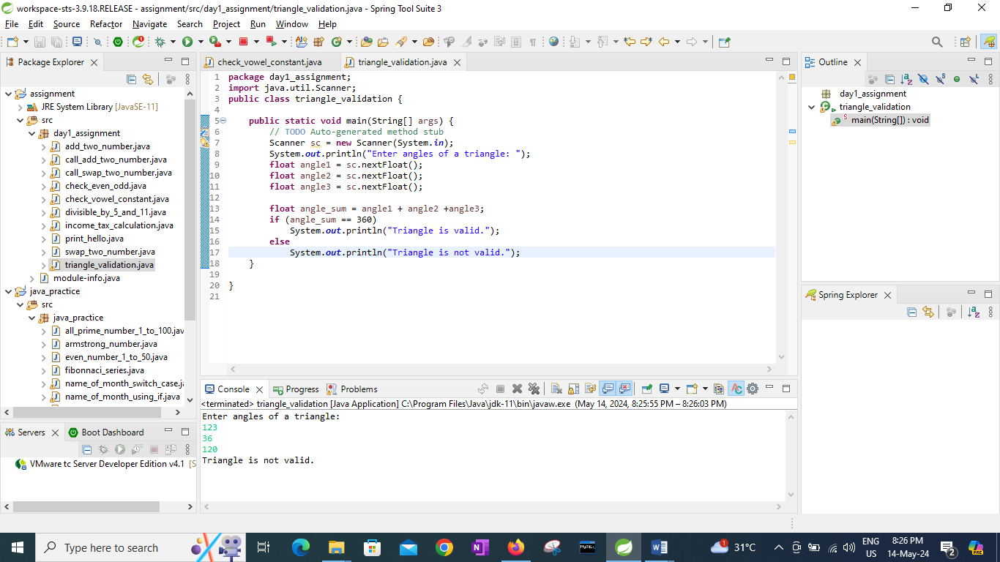 workspace-sts-3.9.18.RELEASE - assignment/src/day1_assignment/triangle_validation.java - Spring Tool Suite 3
File Edit Source Refactor Navigate Search Project Run Window Help
Package Explorer
assignment
JRE System Library [JavaSE-11]
src
day1_assignment
add_two_number.java
call_add_two_number.java
call_swap_two_number.java
check_even_odd.java
check_vowel_constant.java
divisible_by_5_and_11.java
income_tax_calculation.java
print_hello.java
swap_two_number.java
triangle_validation.java
module-info.java
java_practice
src
java_practice
all_prime_number_1_to_100.jav
armstrong_number.java
even_number_1_to_50.java
fibonnaci_series.java
name_of_month_switch_case.ja
name_of_month_using_if.java
Servers Boot Dashboard
VMware tc Server Developer Edition v4.1 [S
check_vowel_constant.java triangle_validation.java
1 package day1_assignment;
2 import java.util.Scanner;
3 public class triangle_validation {
4
5 public static void main(String[] args) {
6 // TODO Auto-generated method stub
7 Scanner sc = new Scanner(System.in);
8 System.out.println("Enter angles of a triangle: ");
9 float angle1 = sc.nextFloat();
10 float angle2 = sc.nextFloat();
11 float angle3 = sc.nextFloat();
12
13 float angle_sum = angle1 + angle2 +angle3;
14 if (angle_sum == 360)
15 System.out.println("Triangle is valid.");
16 else
17 System.out.println("Triangle is not valid.");
18 }
19
20 }
21
Console Progress Problems
<terminated> triangle_validation [Java Application] C:\Program Files\Java\jdk-11\bin\javaw.exe (May 14, 2024, 8:25:55 PM – 8:26:03 PM)
Enter angles of a triangle:
123
36
120
Triangle is not valid.
Outline
day1_assignment
triangle_validation
main(String[]) : void
Spring Explorer
Type here to search
31°C
ENG
US
8:26 PM
14-May-24